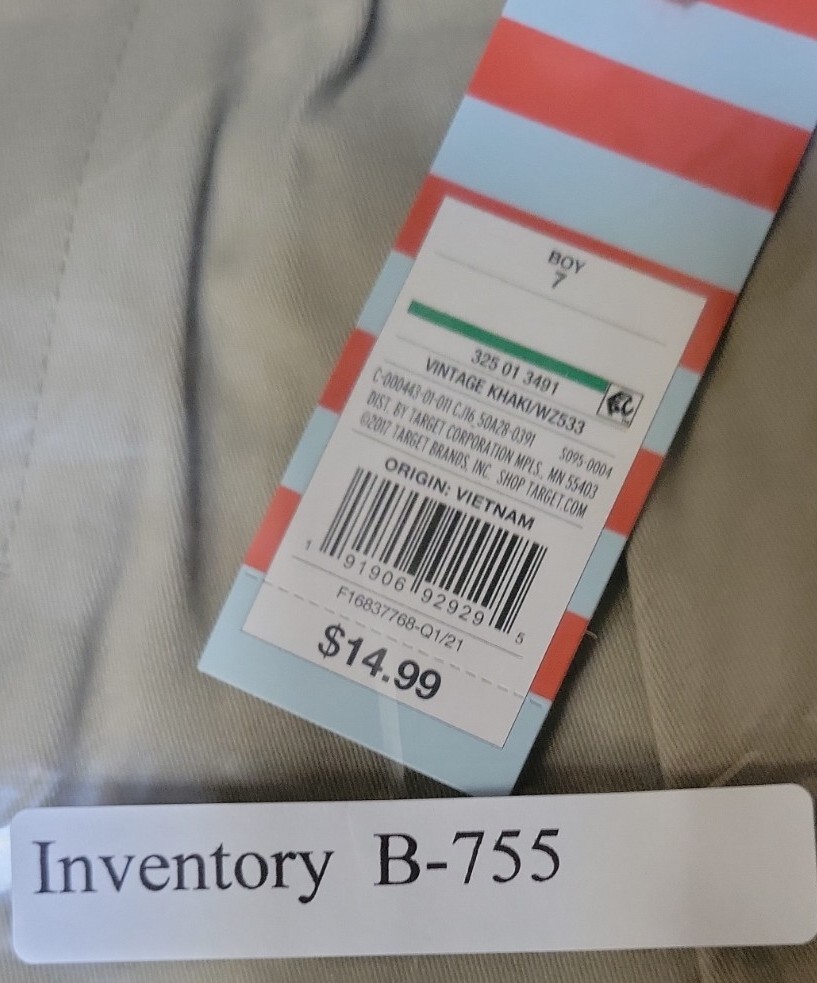 BOY
7
325 01 3491
VINTAGE KHAKI/WZ533
C-000443-01-011 CJ16_50A28-0391 S095-0004
DIST. BY TARGET CORPORATION MPLS., MN 55403
©2017 TARGET BRANDS, INC. SHOP TARGET.COM
ORIGIN: VIETNAM
1 91906 92929 5
F16837768-Q1/21
$14.99
Inventory B-755